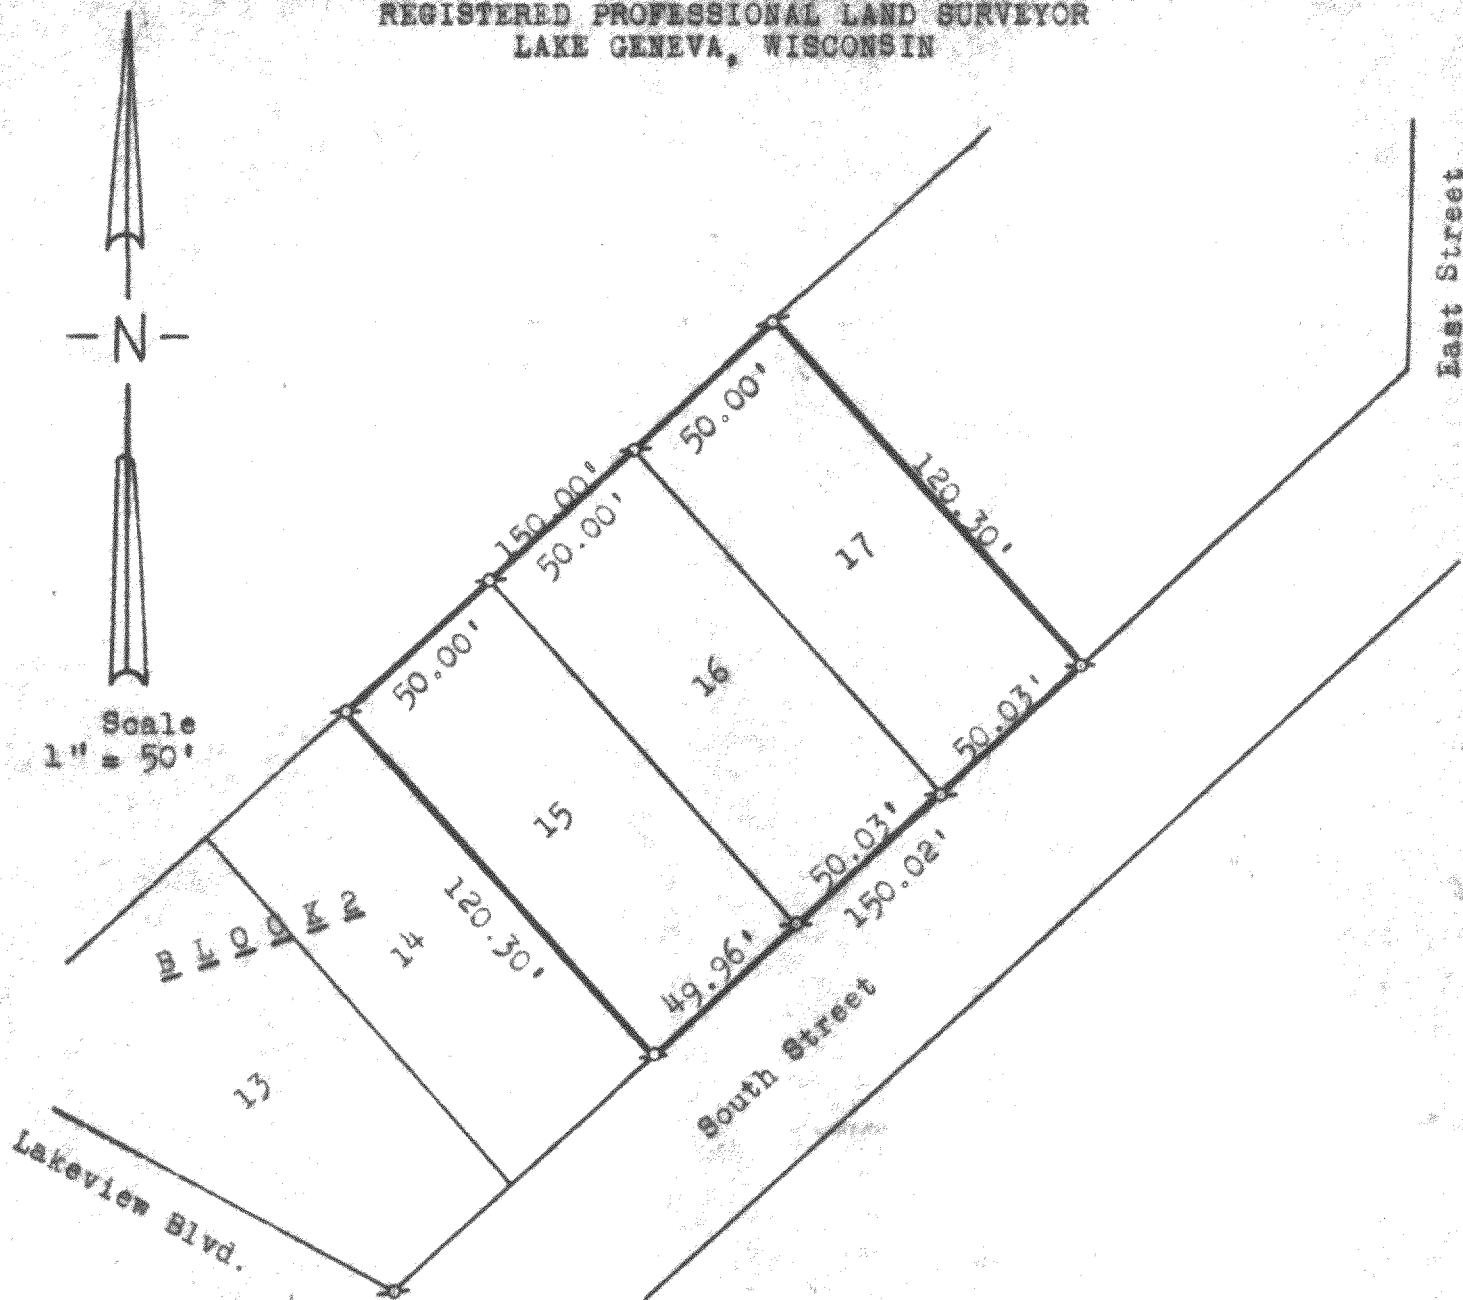 REGISTERED PROFESSIONAL LAND SURVEYOR
LAKE GENEVA, WISCONSIN
East Street
N
50.00'
120.30'
150.00'
50.00'
17
50.00'
16
50.03'
Scale
1" = 50'
15
50.03'
150.02'
BLOCK 2
14
120.30'
49.96'
South Street
13
Lakeview Blvd.